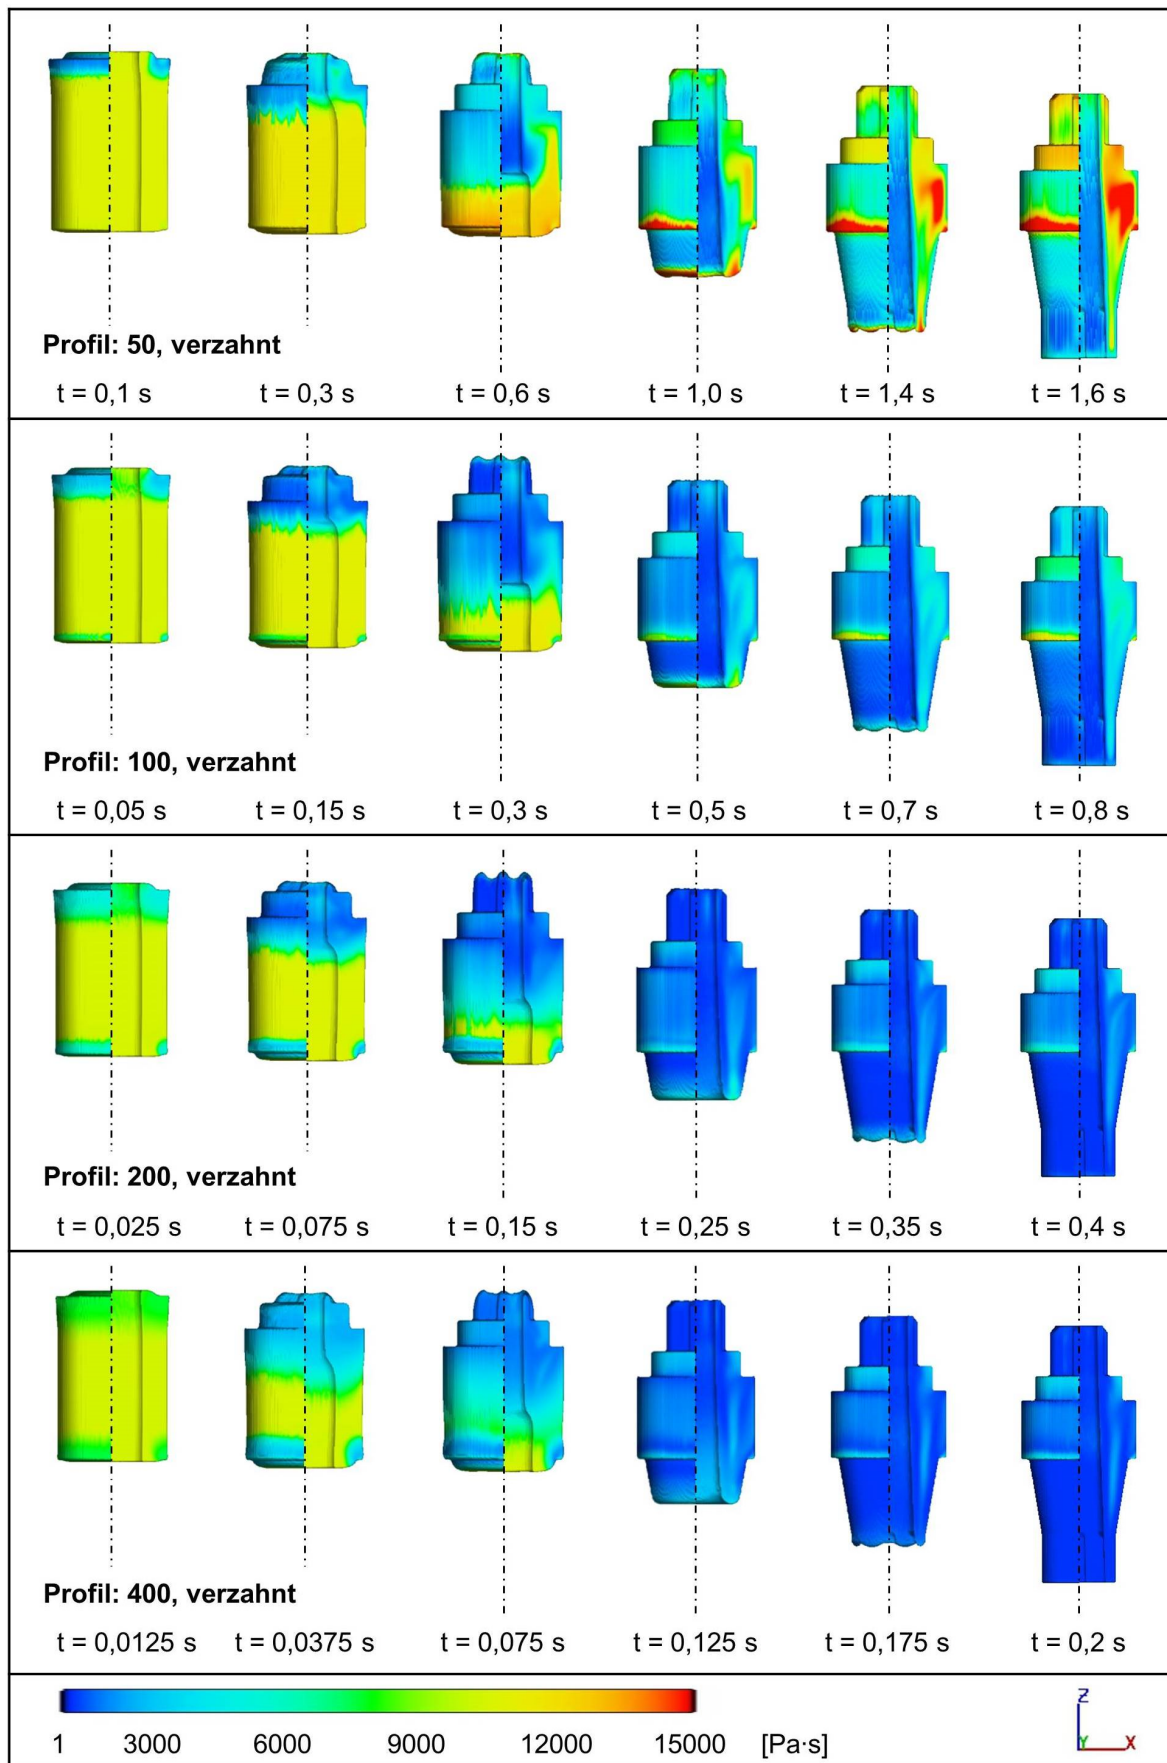 Profil: 50, verzahnt
t = 0,1 s t = 0,3 s t = 0,6 s t = 1,0 s t = 1,4 s t = 1,6 s
Profil: 100, verzahnt
t = 0,05 s t = 0,15 s t = 0,3 s t = 0,5 s t = 0,7 s t = 0,8 s
Profil: 200, verzahnt
t = 0,025 s t = 0,075 s t = 0,15 s t = 0,25 s t = 0,35 s t = 0,4 s
Profil: 400, verzahnt
t = 0,0125 s t = 0,0375 s t = 0,075 s t = 0,125 s t = 0,175 s t = 0,2 s
1 3000 6000 9000 12000 15000 [Pa·s]
Z
Y X